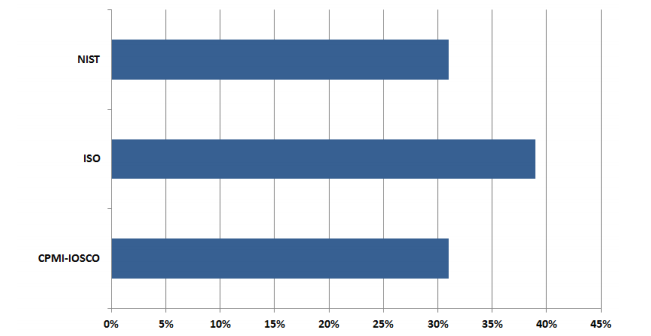 NIST
ISO
CPMI-IOSCO
0% 5% 10% 15% 20% 25% 30% 35% 40% 45%